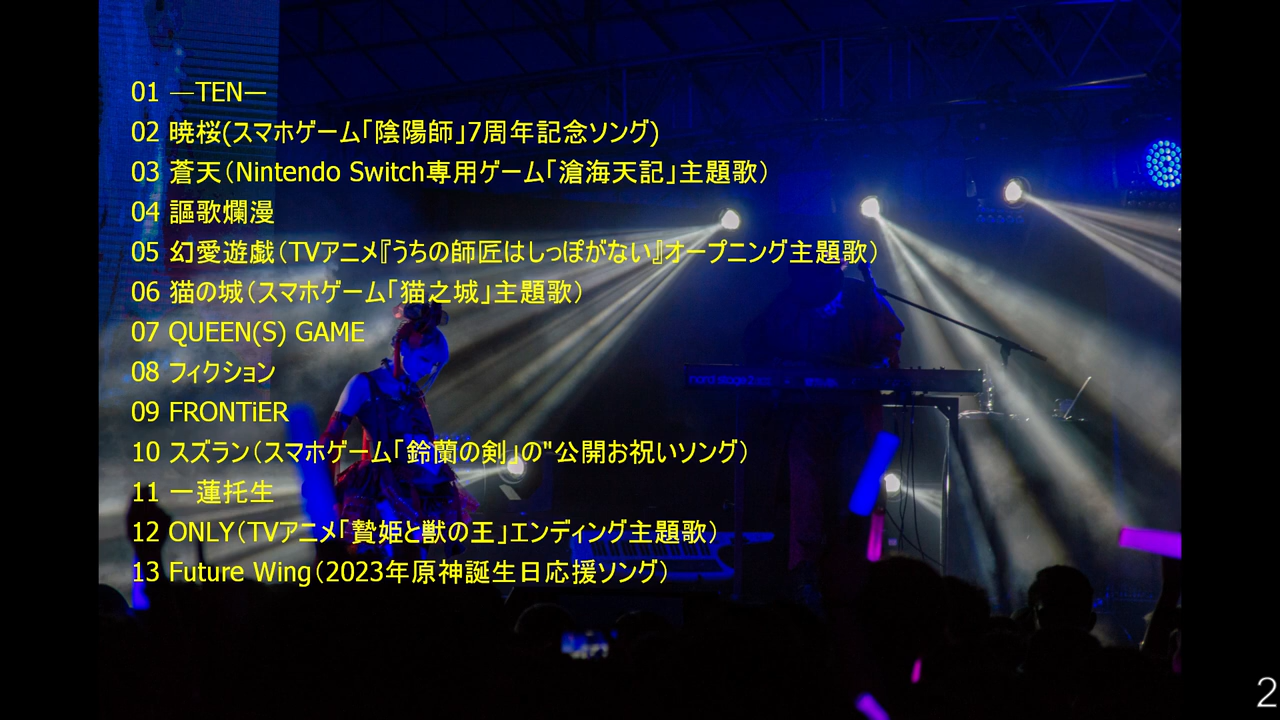 01 ―TEN―
02 暁桜(スマホゲーム「陰陽師」7周年記念ソング)
03 蒼天（Nintendo Switch専用ゲーム「滄海天記」主題歌）
04 謳歌爛漫
05 幻愛遊戯（TVアニメ『うちの師匠はしっぽがない』オープニング主題歌）
06 猫の城（スマホゲーム「猫之城」主題歌）
07 QUEEN(S) GAME
08 フィクション
09 FRONTiER
10 スズラン（スマホゲーム「鈴蘭の剣」の"公開お祝いソング）
11 一蓮托生
12 ONLY（TVアニメ「贄姫と獣の王」エンディング主題歌）
13 Future Wing（2023年原神誕生日応援ソング）
nord stage 2
2